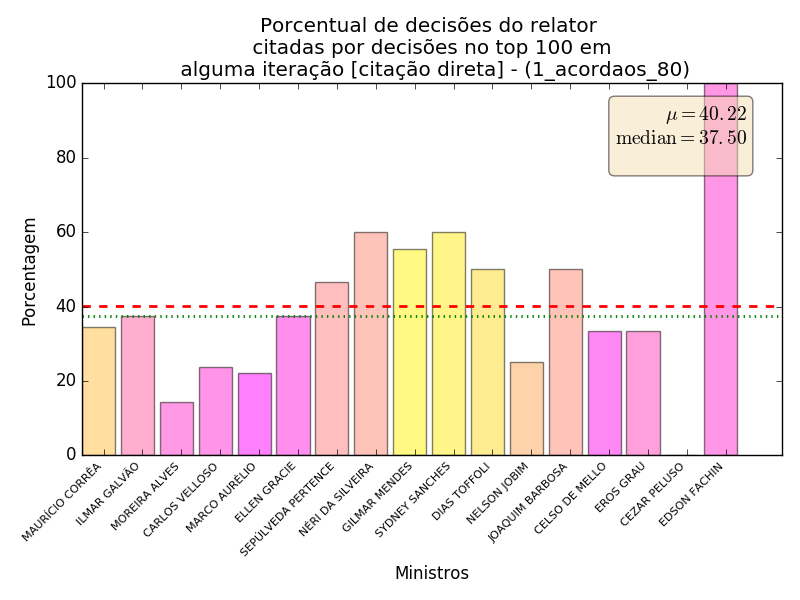 Porcentual de decisões do relator
citadas por decisões no top 100 em
alguma iteração [citação direta] - (1_acordaos_80)
μ = 40.22
median = 37.50
Porcentagem
100
80
60
40
20
0
MAURÍCIO CORRÊA
ILMAR GALVÃO
MOREIRA ALVES
CARLOS VELLOSO
MARCO AURÉLIO
ELLEN GRACIE
SEPÚLVEDA PERTENCE
NÉRI DA SILVEIRA
GILMAR MENDES
SYDNEY SANCHES
DIAS TOFFOLI
NELSON JOBIM
JOAQUIM BARBOSA
CELSO DE MELLO
EROS GRAU
CEZAR PELUSO
EDSON FACHIN
Ministros